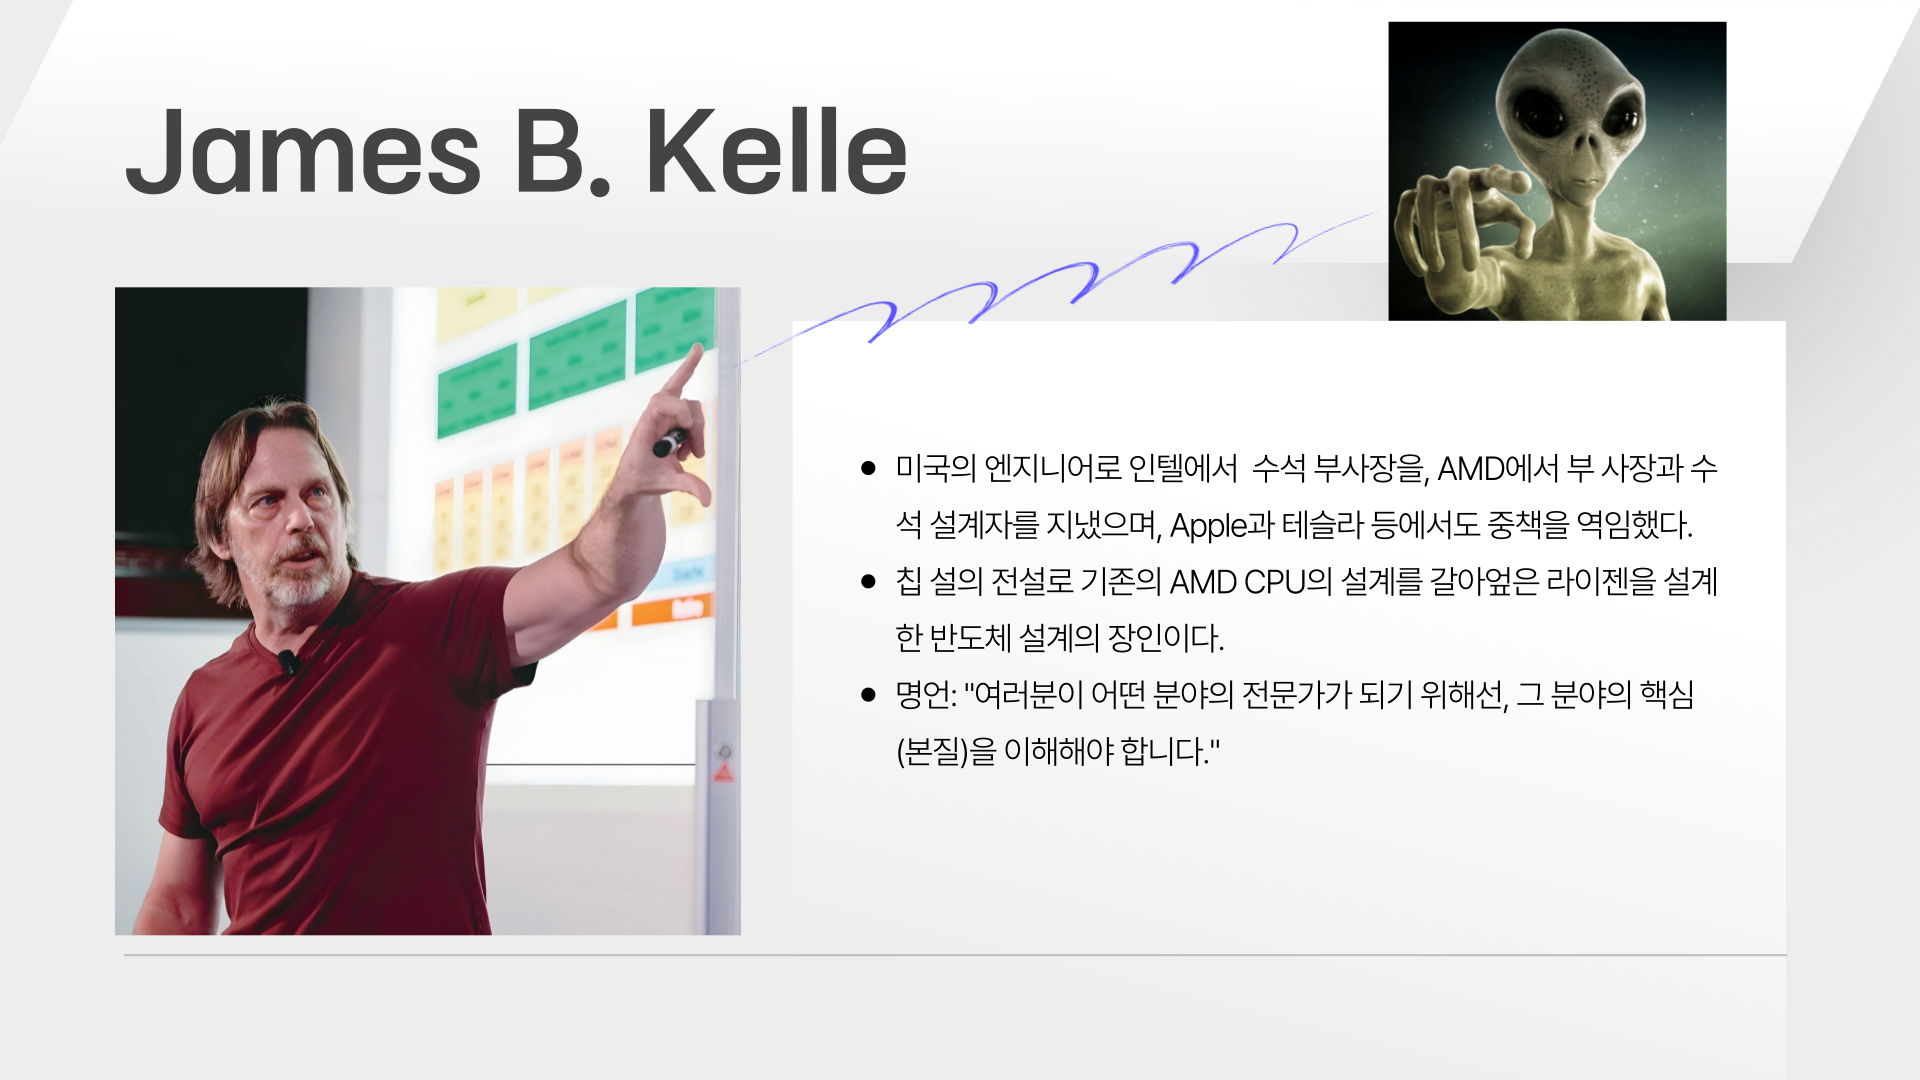 James B. Kelle
미국의 엔지니어로 인텔에서  수석 부사장을, AMD에서 부 사장과 수
석 설계자를 지냈으며, Apple과 테슬라 등에서도 중책을 역임했다.
칩 설의 전설로 기존의 AMD CPU의 설계를 갈아엎은 라이젠을 설계
한 반도체 설계의 장인이다.
명언: "여러분이 어떤 분야의 전문가가 되기 위해선, 그 분야의 핵심
(본질)을 이해해야 합니다."